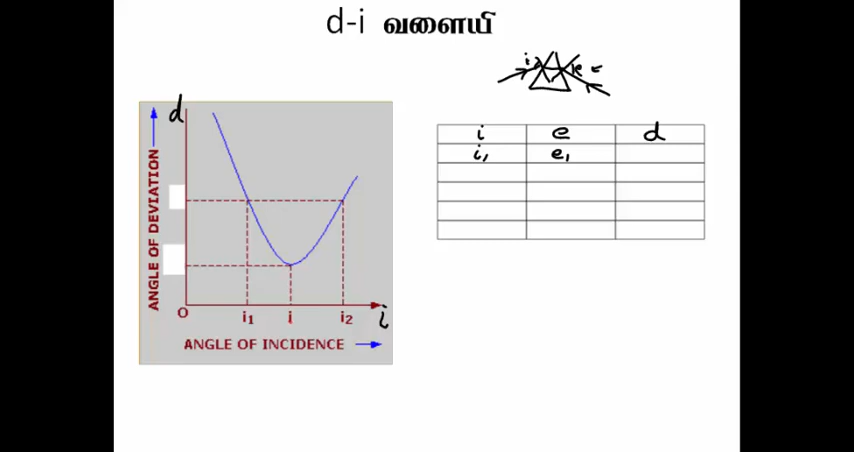 d-i வளையி
i e
d
ANGLE OF DEVIATION
O i₁ i i₂ i
ANGLE OF INCIDENCE
i e d
i₁ e₁